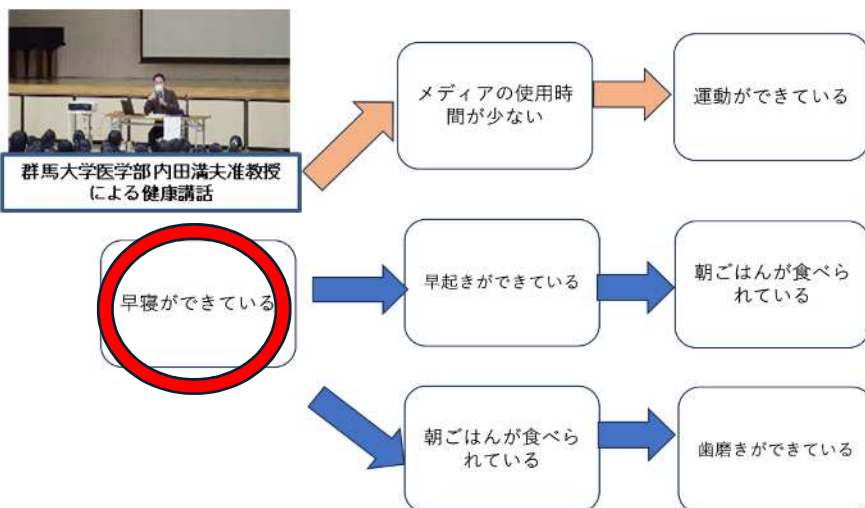 群馬大学医学部内田満夫准教授
による健康講話
メディアの使用時
間が少ない
運動ができている
早寝ができている
早起きができている
朝ごはんが食べら
れている
朝ごはんが食べら
れている
歯磨きができている